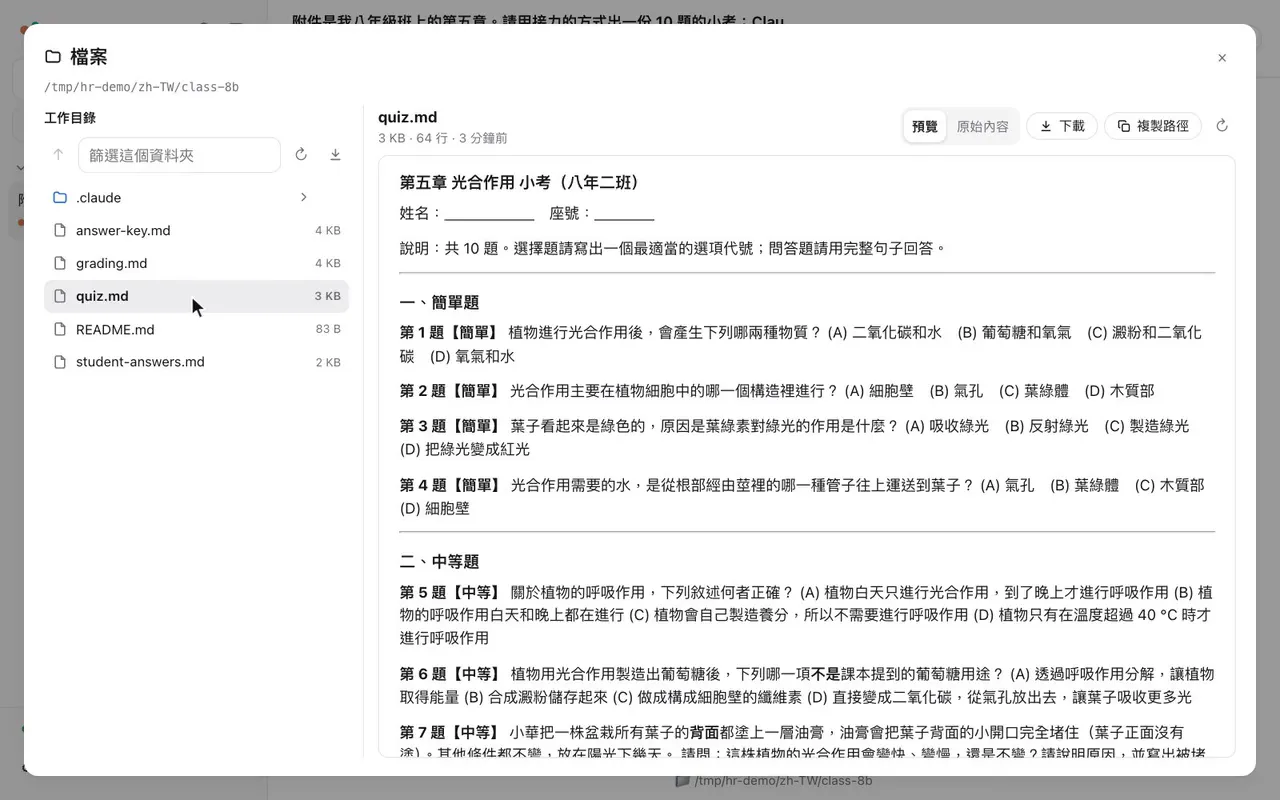 附件是我八年級班上的第五章。請用接力的方式出一份 10 題的小考：Clau
檔案
/tmp/hr-demo/zh-TW/class-8b
工作目錄
篩選這個資料夾
.claude
answer-key.md 4 KB
grading.md 4 KB
quiz.md 3 KB
README.md 83 B
student-answers.md 2 KB
quiz.md
3 KB · 64 行 · 3 分鐘前
預覽 原始內容 下載 複製路徑
第五章 光合作用 小考（八年二班）
姓名：____________ 座號：________
說明：共 10 題。選擇題請寫出一個最適當的選項代號；問答題請用完整句子回答。
一、簡單題
第 1 題【簡單】 植物進行光合作用後，會產生下列哪兩種物質？ (A) 二氧化碳和水 (B) 葡萄糖和氧氣 (C) 澱粉和二氧化
碳 (D) 氧氣和水
第 2 題【簡單】 光合作用主要在植物細胞中的哪一個構造裡進行？ (A) 細胞壁 (B) 氣孔 (C) 葉綠體 (D) 木質部
第 3 題【簡單】 葉子看起來是綠色的，原因是葉綠素對綠光的作用是什麼？ (A) 吸收綠光 (B) 反射綠光 (C) 製造綠光
(D) 把綠光變成紅光
第 4 題【簡單】 光合作用需要的水，是從根部經由莖裡的哪一種管子往上運送到葉子？ (A) 氣孔 (B) 葉綠體 (C) 木質部
(D) 細胞壁
二、中等題
第 5 題【中等】 關於植物的呼吸作用，下列敘述何者正確？ (A) 植物白天只進行光合作用，到了晚上才進行呼吸作用 (B) 植
物的呼吸作用白天和晚上都在進行 (C) 植物會自己製造養分，所以不需要進行呼吸作用 (D) 植物只有在溫度超過 40 °C 時才
進行呼吸作用
第 6 題【中等】 植物用光合作用製造出葡萄糖後，下列哪一項不是課本提到的葡萄糖用途？ (A) 透過呼吸作用分解，讓植物
取得能量 (B) 合成澱粉儲存起來 (C) 做成構成細胞壁的纖維素 (D) 直接變成二氧化碳，從氣孔放出去，讓葉子吸收更多光
第 7 題【中等】 小華把一株盆栽所有葉子的背面都塗上一層油膏，油膏會把葉子背面的小開口完全堵住（葉子正面沒有
塗）。其他條件都不變，放在陽光下幾天。 請問：這株植物的光合作用會變快、變慢，還是不變？請說明原因，並寫出被堵
/tmp/hr-demo/zh-TW/class-8b